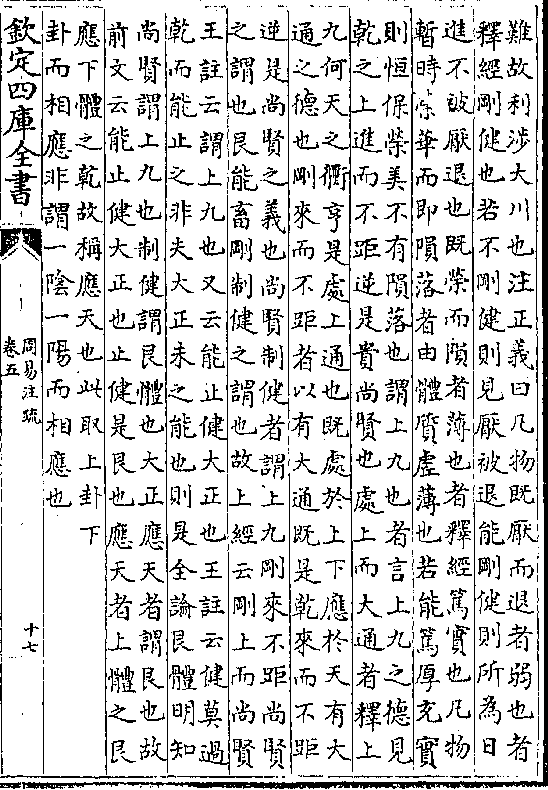 難故利涉大川也注正義曰凡物既厭而退者弱也者
釋經剛健也若不剛健則見厭被退能剛健則所為日
進不被厭退也既榮而隕者薄也者釋經篤實也凡物
暫時榮華而即隕落者由體質虛薄也若能篤厚充實
則恒保榮美不有隕落也謂上九也者言上九之德見
乾之上進而不距逆是貴尚賢也處上而大通者釋上
九何天之衢亨是處上通也既處於上下應於天有大
通之德也剛來而不距者以有大通既是乾來而不距
逆是尚賢之義也尚賢制健者謂上九剛來不距尚賢
之謂也艮能畜剛制健之謂也故上經云剛上而尚賢
王註云謂上九也又云能止健大正也王註云健莫過
乾而能止之非夫大正未之能也則是全論艮體明知
尚賢謂上九也制健謂艮體也大正應天者謂艮也故
前文云能止健大正也止健是艮也應天者上體之艮
應下體之乾故稱應天也此取上卦下
卦而相應非謂一陰一陽而相應也
欽定四庫全書
周易注疏
卷五
十七